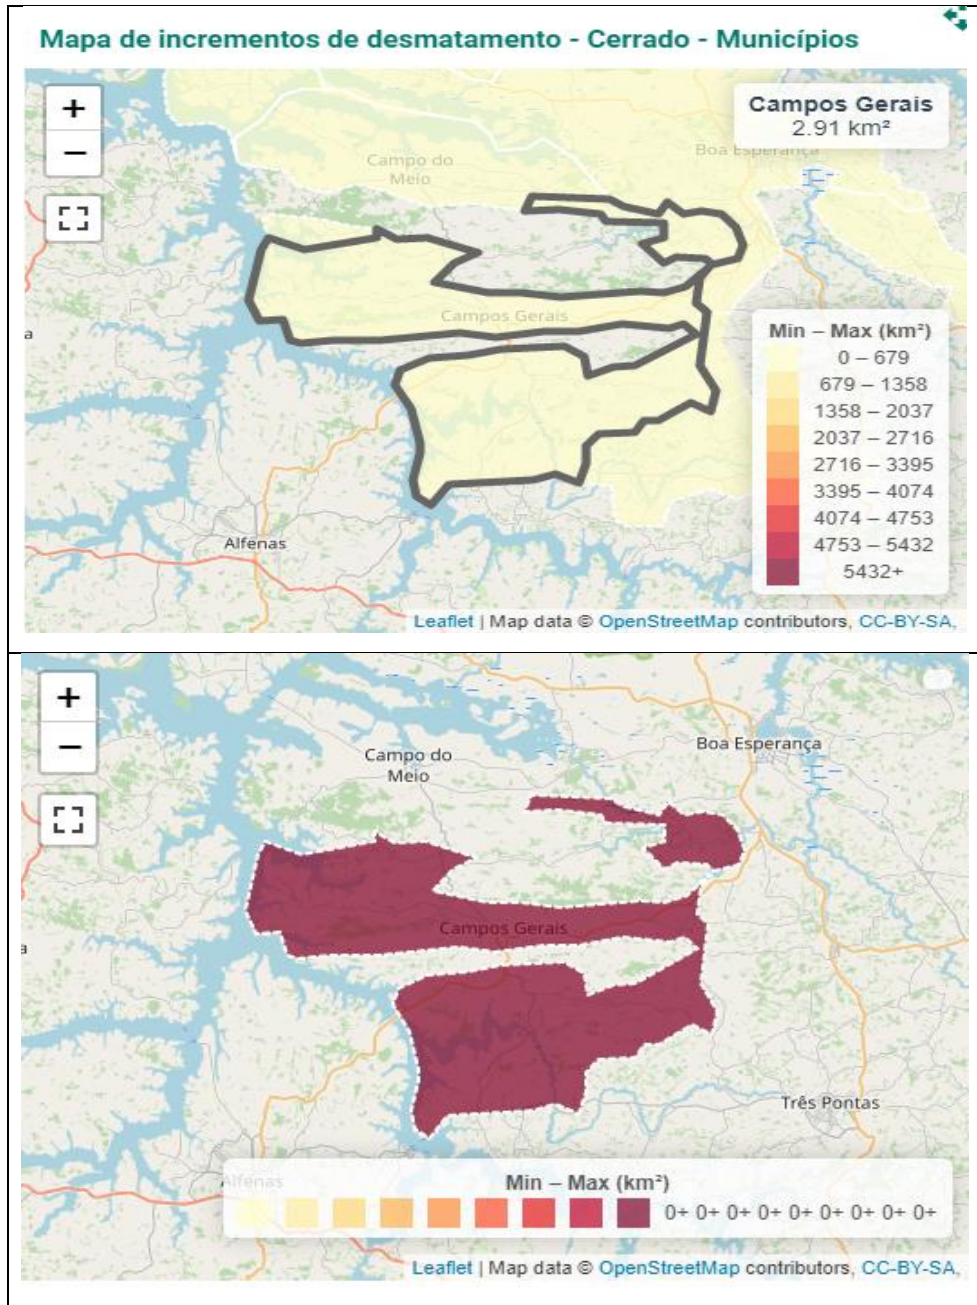 Mapa de incrementos de desmatamento - Cerrado - Municípios
+
−
Campos Gerais
2.91 km²
Boa Esperança
Campo do
Meio
Campos Gerais
a
Alfenas
Min – Max (km²)
0 – 679
679 – 1358
1358 – 2037
2037 – 2716
2716 – 3395
3395 – 4074
4074 – 4753
4753 – 5432
5432+
Leaflet | Map data © OpenStreetMap contributors, CC-BY-SA,
+
−
Boa Esperança
Campo do
Meio
Campos Gerais
a
Três Pontas
Alfenas
Min – Max (km²)
0+ 0+ 0+ 0+ 0+ 0+ 0+ 0+ 0+
Leaflet | Map data © OpenStreetMap contributors, CC-BY-SA,